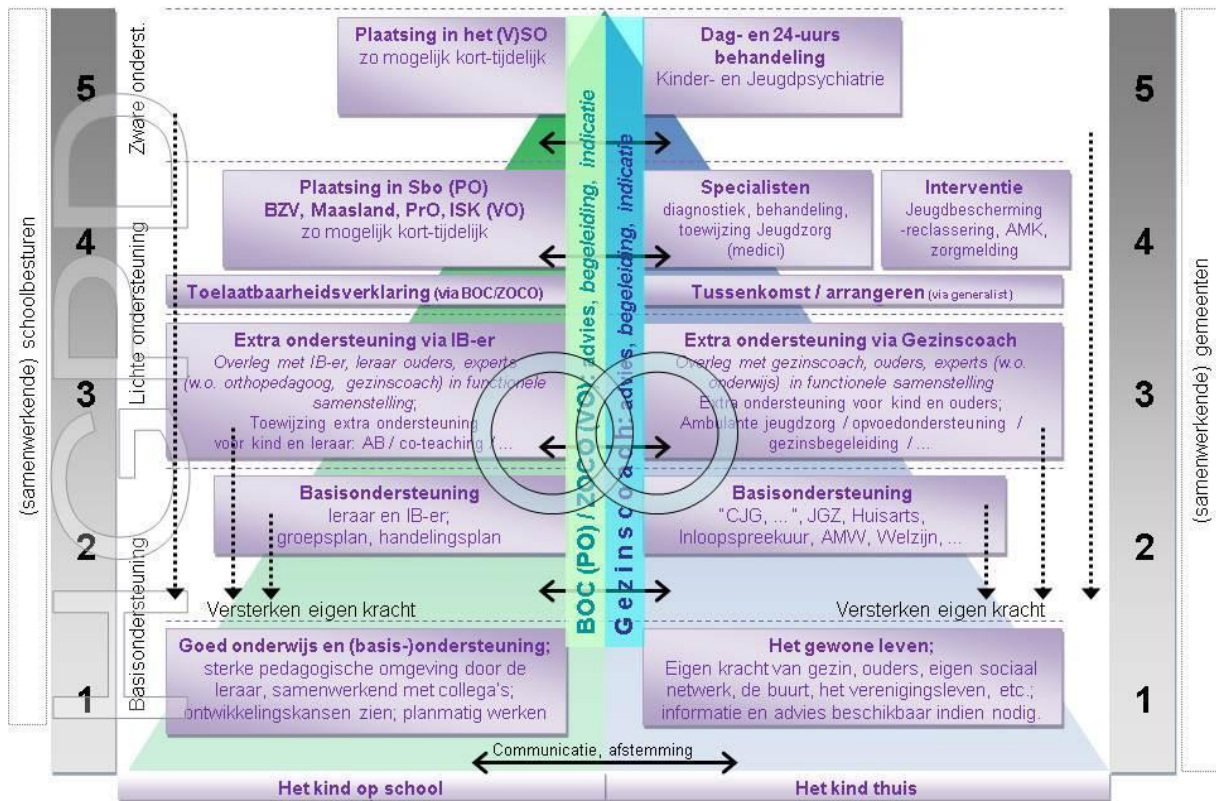 (samenwerkende) schoolbesturen
5
4
3
2
1
Zware onderst.
Lichte ondersteuning
Basisondersteuning
Plaatsing in het (V)SO
zo mogelijk kort-tijdelijk
Dag- en 24-uurs
behandeling
Kinder- en Jeugdpsychiatrie
Plaatsing in Sbo (PO)
BZV, Maasland, PrO, ISK (VO)
zo mogelijk kort-tijdelijk
Specialisten
diagnostiek, behandeling,
toewijzing Jeugdzorg
(medici)
Interventie
Jeugdbescherming
-reclassering, AMK,
zorgmelding
Toelaatbaarheidsverklaring (via BOC/ZOCO)
Tussenkomst / arrangeren (via generalist)
Extra ondersteuning via IB-er
Overleg met IB-er, leraar ouders, experts
(w.o. orthopedagoog, gezinscoach) in functionele
samenstelling;
Toewijzing extra ondersteuning
voor kind en leraar: AB / co-teaching / ...
Extra ondersteuning via Gezinscoach
Overleg met gezinscoach, ouders, experts (w.o.
onderwijs) in functionele samenstelling
Extra ondersteuning voor kind en ouders;
Ambulante jeugdzorg / opvoedondersteuning /
gezinsbegeleiding / ...
Basisondersteuning
leraar en IB-er;
groepsplan, handelingsplan
Basisondersteuning
"CJG, ... ", JGZ, Huisarts,
Inloopspreekuur, AMW, Welzijn, ...
Versterken eigen kracht
Versterken eigen kracht
Goed onderwijs en (basis-)ondersteuning;
sterke pedagogische omgeving door de
leraar, samenwerkend met collega's;
ontwikkelingskansen zien; planmatig werken
Het gewone leven;
Eigen kracht van gezin, ouders, eigen sociaal
netwerk, de buurt, het verenigingsleven, etc.;
informatie en advies beschikbaar indien nodig.
BOC (PO) / ZOCO (VO): advies, begeleiding, indicatie
Gezinscoach: advies, begeleiding, indicatie
Communicatie, afstemming
Het kind op school
Het kind thuis
5
4
3
2
1
(samenwerkende) gemeenten